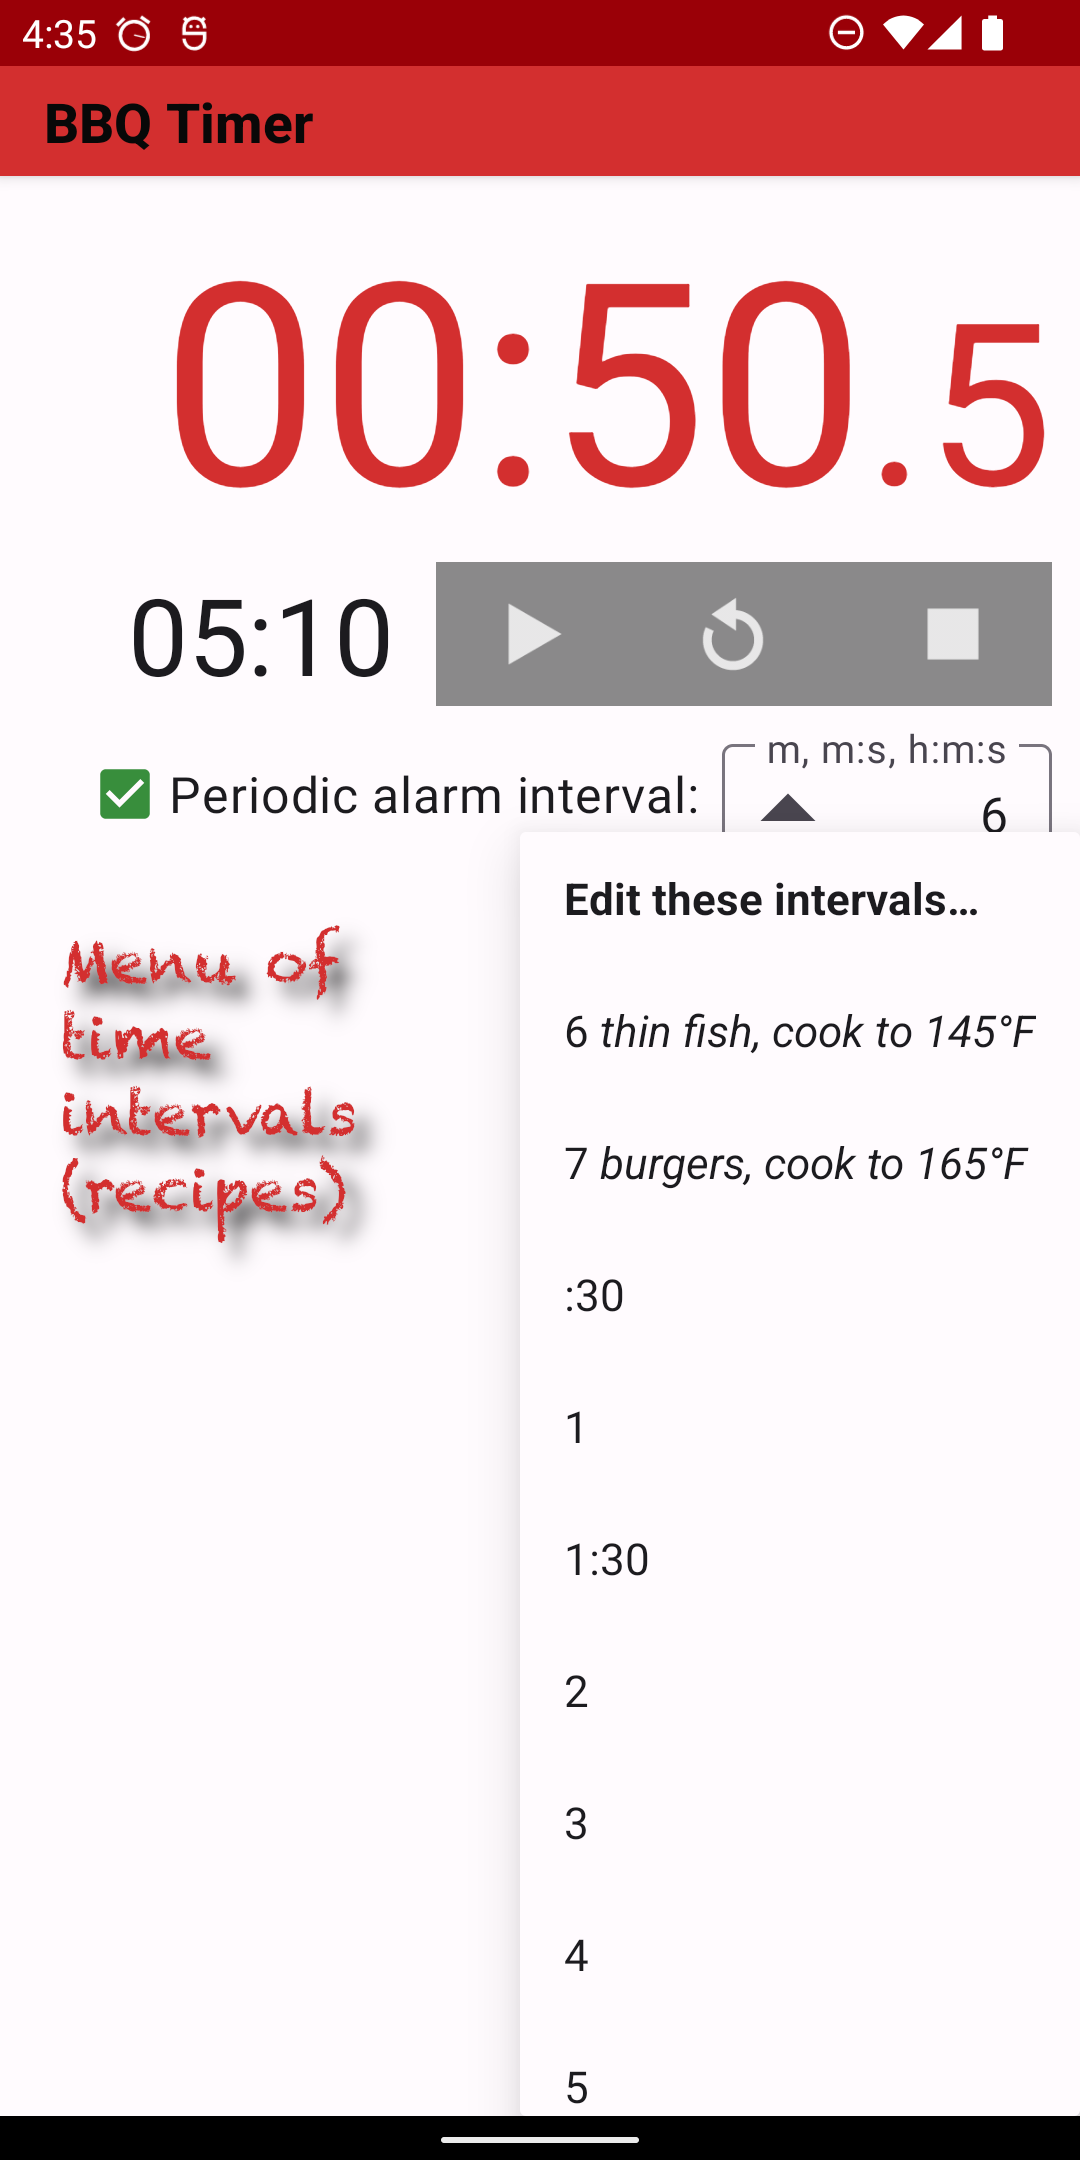 4:35
BBQ Timer
00:50.5
05:10
Periodic alarm interval:
m, m:s, h:m:s
6
Edit these intervals...
Menu of
time
intervals
(recipes)
6 thin fish, cook to 145°F
7 burgers, cook to 165°F
:30
1
1:30
2
3
4
5